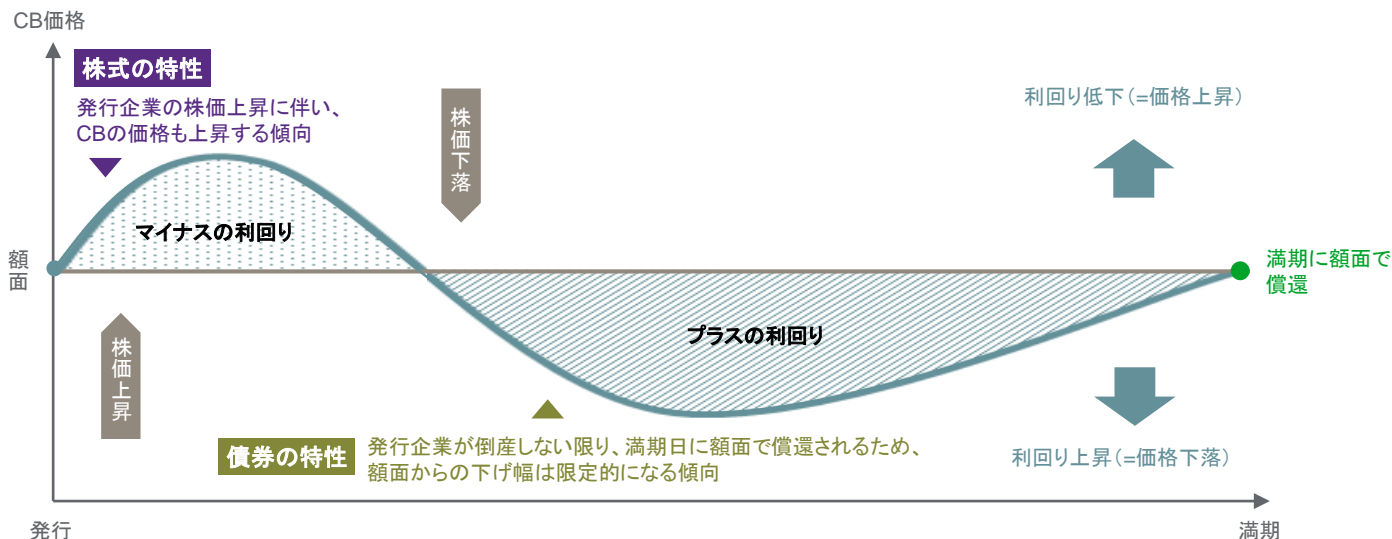 CB価格
株式の特性
発行企業の株価上昇に伴い、
CBの価格も上昇する傾向
株価下落
利回り低下(=価格上昇)
マイナスの利回り
額面
満期に額面で
償還
プラスの利回り
株価上昇
債券の特性
発行企業が倒産しない限り、満期日に額面で償還されるため、
額面からの下げ幅は限定的になる傾向
利回り上昇(=価格下落)
発行
満期